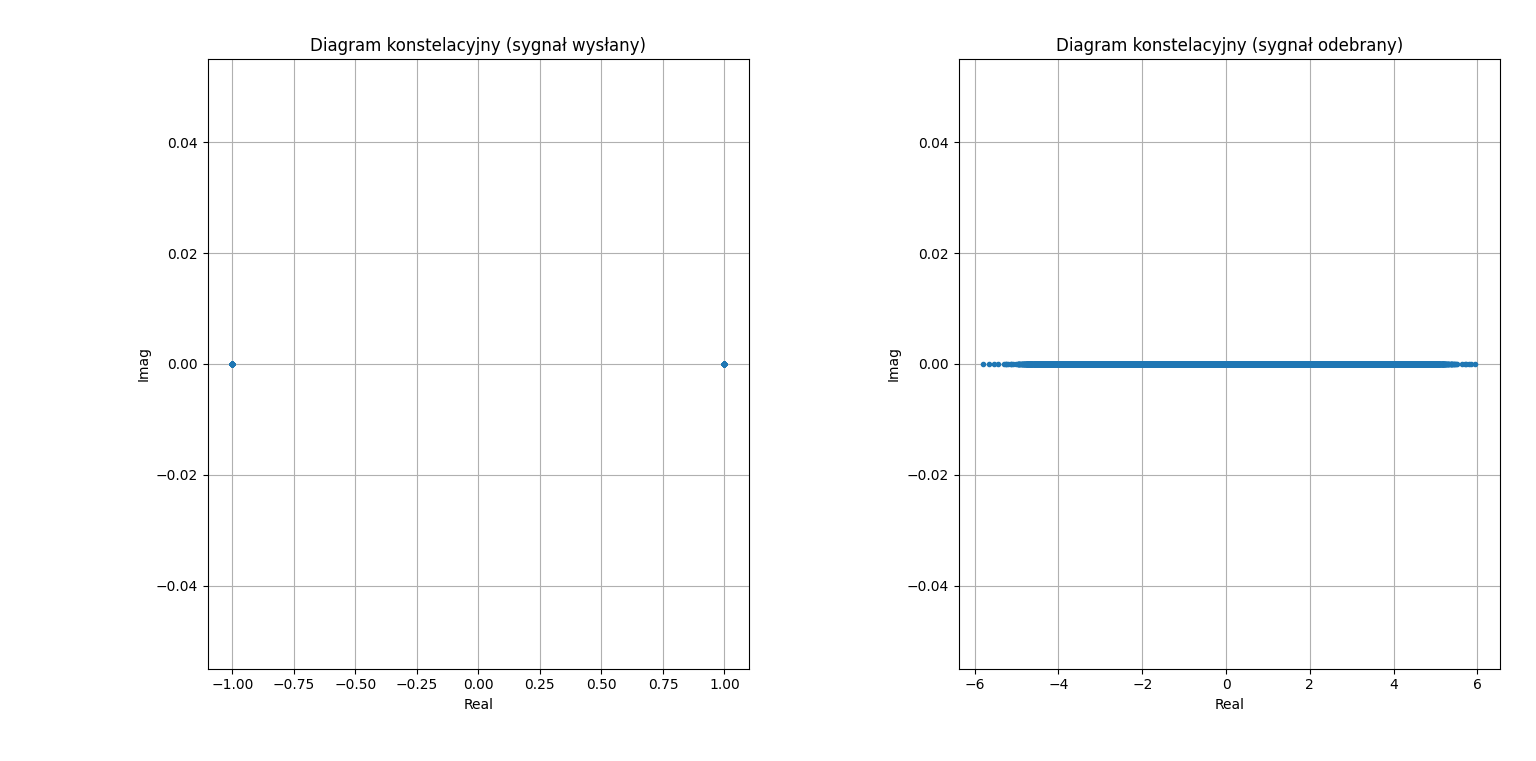 Diagram konstelacyjny (sygnał wysłany)
0.04
0.02
0.00
−0.02
−0.04
Imag
−1.00 −0.75 −0.50 −0.25 0.00 0.25 0.50 0.75 1.00
Real
Diagram konstelacyjny (sygnał odebrany)
0.04
0.02
0.00
−0.02
−0.04
Imag
−6 −4 −2 0 2 4 6
Real